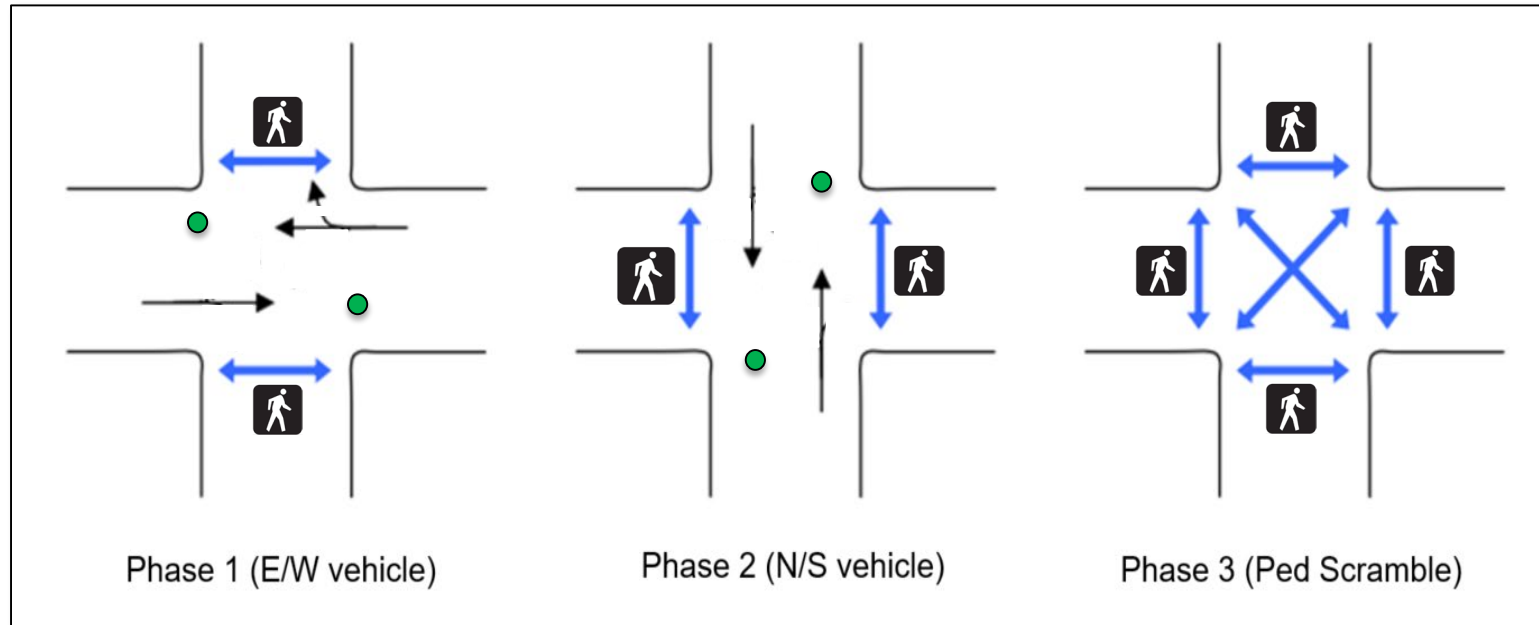 Phase 1 (E/W vehicle)
Phase 2 (N/S vehicle)
Phase 3 (Ped Scramble)